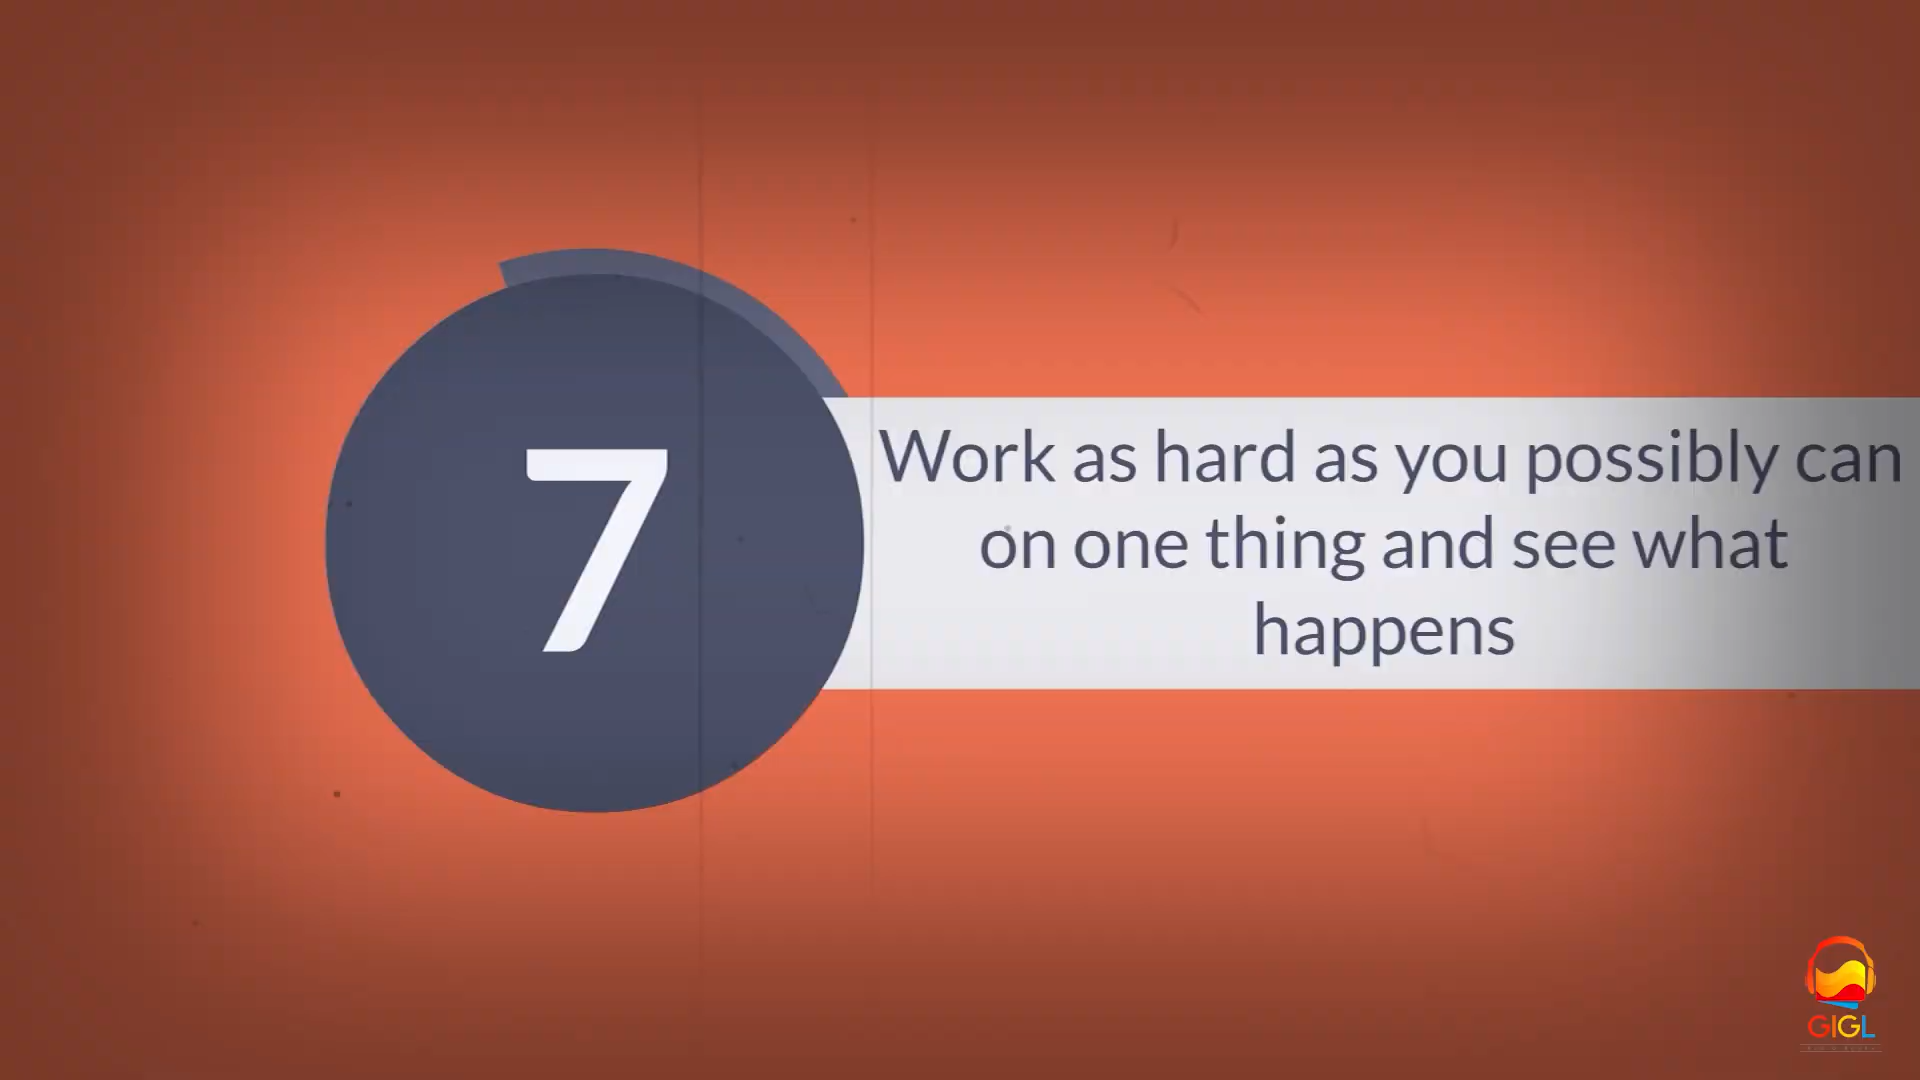 7
Work as hard as you possibly can
on one thing and see what
happens
GIGL